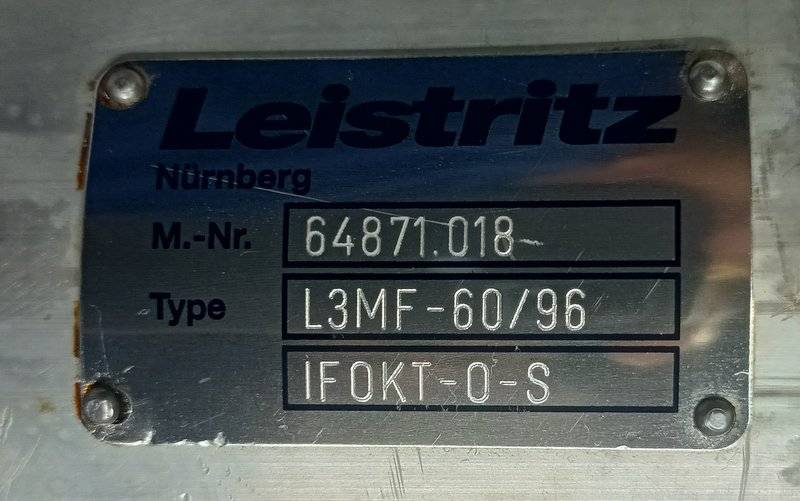 Leistritz
Nürnberg
M.-Nr. 64871.018-
Type L3MF-60/96
IFOKT-O-S